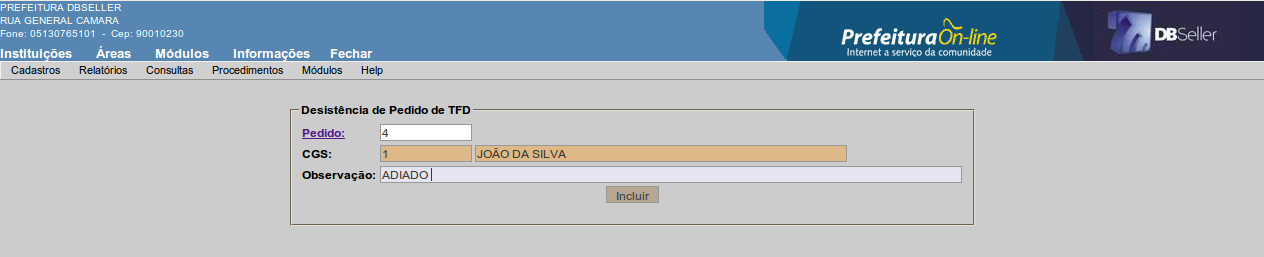 PREFEITURA DBSELLER
RUA GENERAL CAMARA
Fone: 05130765101 - Cep: 90010230
Prefeitura On-line
Internet a serviço da comunidade
DBSeller
Instituições Áreas Módulos Informações Fechar
Cadastros Relatórios Consultas Procedimentos Módulos Help
Desistência de Pedido de TFD
Pedido: 4
CGS: 1 JOÃO DA SILVA
Observação: ADIADO
Incluir